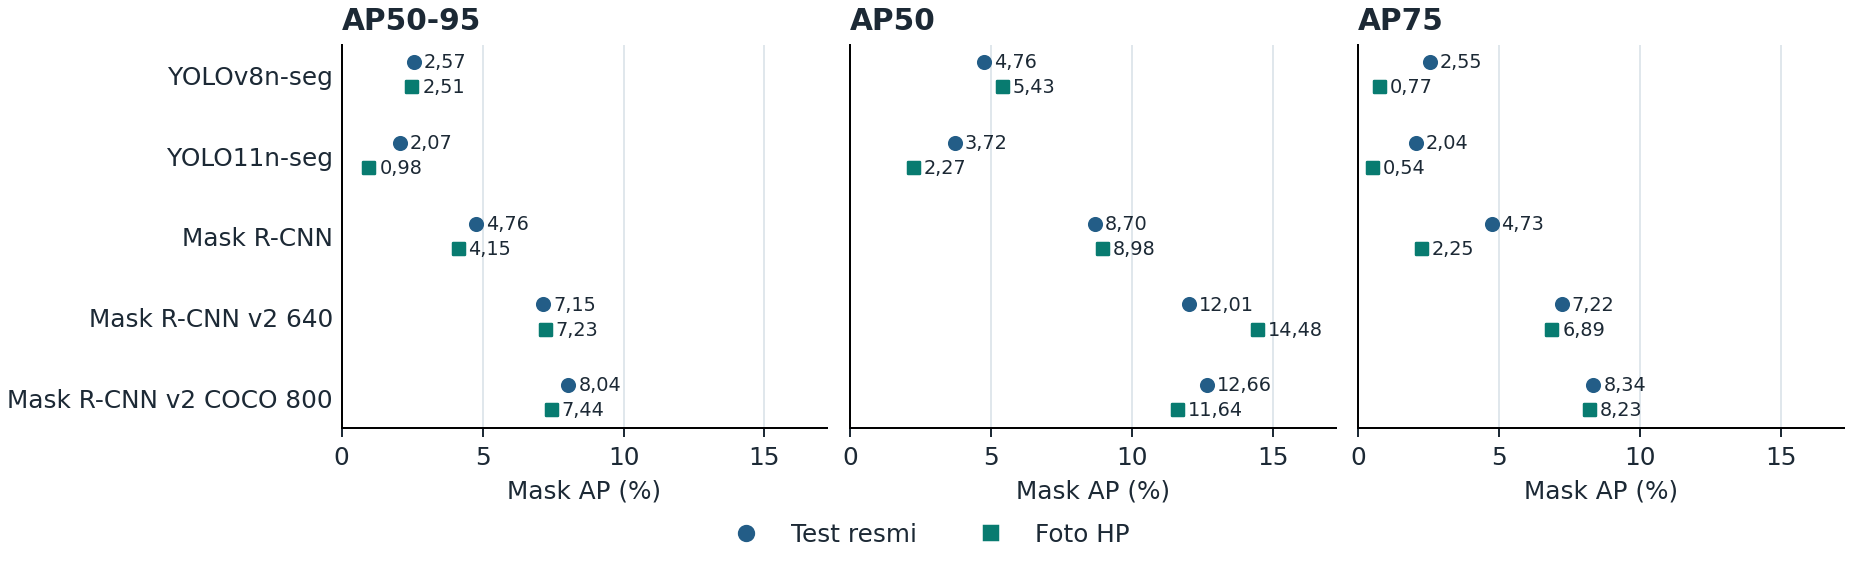 AP50-95 AP50 AP75
YOLOv8n-seg 2,57 4,76 2,55
2,51 5,43 0,77
YOLO11n-seg 2,07 3,72 2,04
0,98 2,27 0,54
Mask R-CNN 4,76 8,70 4,73
4,15 8,98 2,25
Mask R-CNN v2 640 7,15 12,01 7,22
7,23 14,48 6,89
Mask R-CNN v2 COCO 800 8,04 12,66 8,34
7,44 11,64 8,23
0 5 10 15 0 5 10 15 0 5 10 15
Mask AP (%) Mask AP (%) Mask AP (%)
Test resmi Foto HP